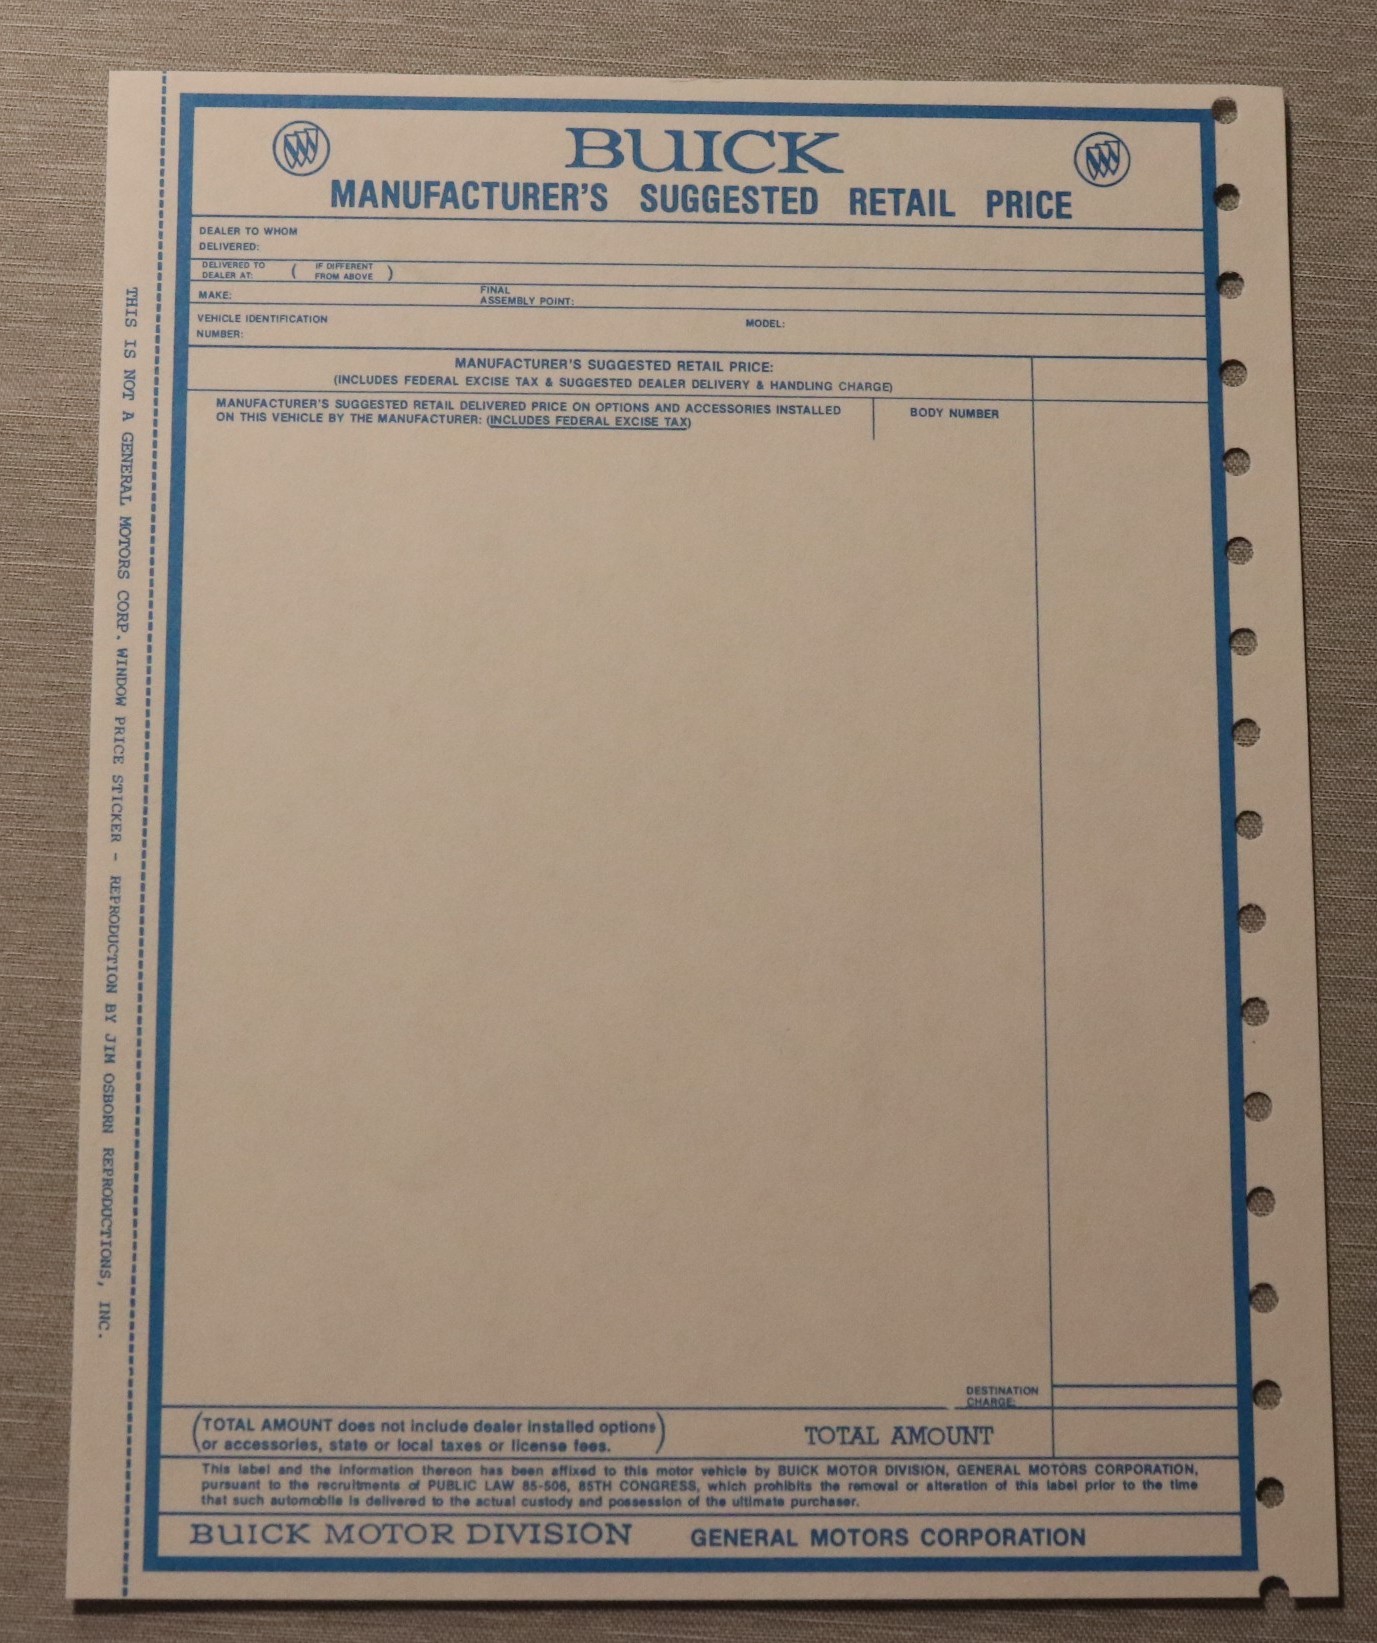 BUICK
MANUFACTURER'S SUGGESTED RETAIL PRICE
DEALER TO WHOM
DELIVERED:
DELIVERED TO
DEALER AT:
( IF DIFFERENT
FROM ABOVE )
MAKE:
FINAL
ASSEMBLY POINT:
VEHICLE IDENTIFICATION
NUMBER:
MODEL:
MANUFACTURER'S SUGGESTED RETAIL PRICE:
(INCLUDES FEDERAL EXCISE TAX & SUGGESTED DEALER DELIVERY & HANDLING CHARGE)
MANUFACTURER'S SUGGESTED RETAIL DELIVERED PRICE ON OPTIONS AND ACCESSORIES INSTALLED
ON THIS VEHICLE BY THE MANUFACTURER: (INCLUDES FEDERAL EXCISE TAX)
BODY NUMBER
DESTINATION
CHARGE:
(TOTAL AMOUNT does not include dealer installed options
or accessories, state or local taxes or license fees.)
TOTAL AMOUNT
This label and the information thereon has been affixed to this motor vehicle by BUICK MOTOR DIVISION, GENERAL MOTORS CORPORATION,
pursuant to the recruitments of PUBLIC LAW 85-506, 85TH CONGRESS, which prohibits the removal or alteration of this label prior to the time
that such automobile is delivered to the actual custody and possession of the ultimate purchaser.
BUICK MOTOR DIVISION GENERAL MOTORS CORPORATION
THIS IS NOT A GENERAL MOTORS CORP. WINDOW PRICE STICKER - REPRODUCTION BY JIM OSBORN REPRODUCTIONS, INC.